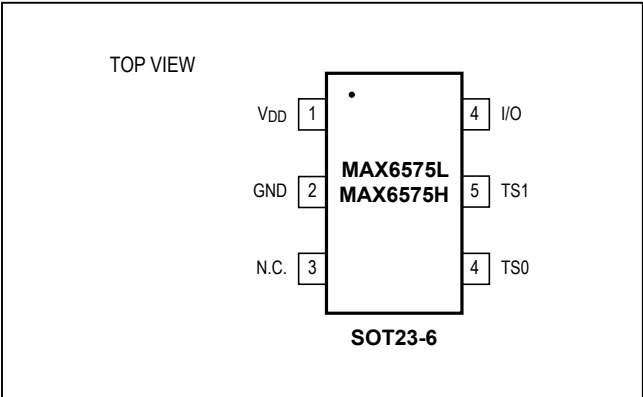 TOP VIEW
VDD 1 4 I/O
GND 2 MAX6575L MAX6575H 5 TS1
N.C. 3 4 TS0
SOT23-6